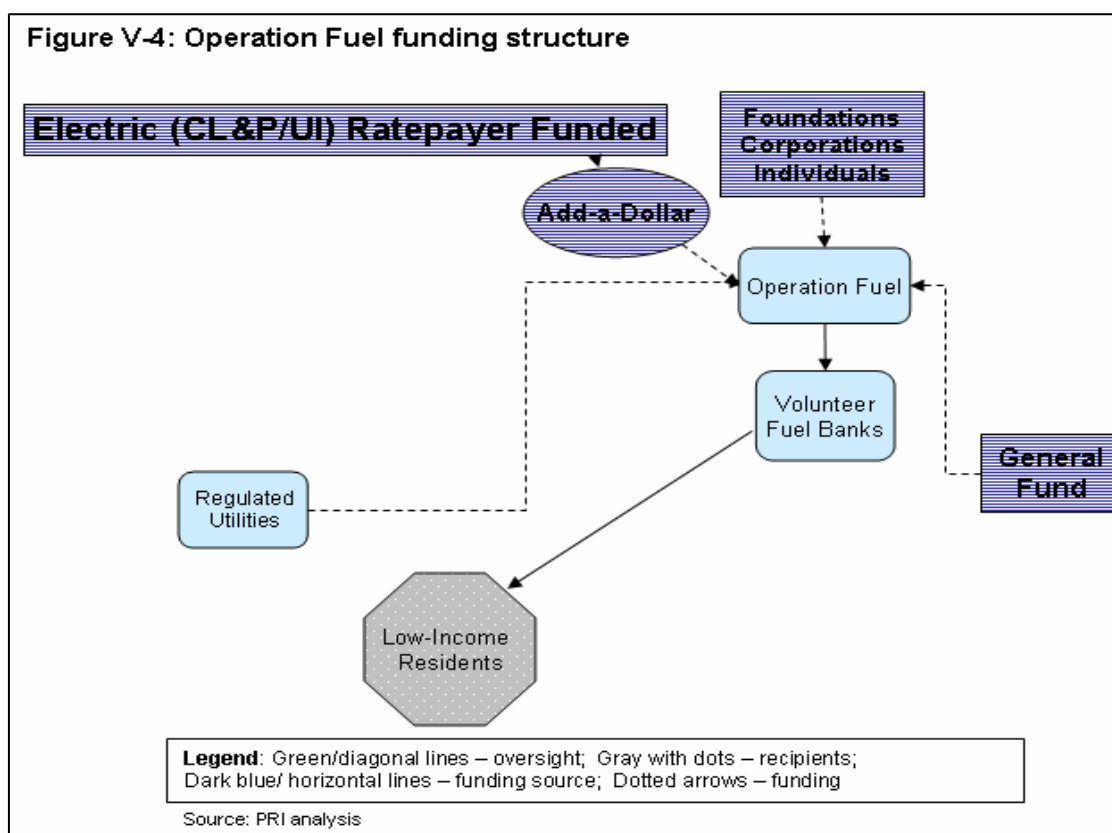 Figure V-4: Operation Fuel funding structure
Electric (CL&P/UI) Ratepayer Funded
Foundations
Corporations
Individuals
Add-a-Dollar
Operation Fuel
Volunteer
Fuel Banks
General
Fund
Regulated
Utilities
Low-Income
Residents
Legend: Green/diagonal lines – oversight; Gray with dots – recipients;
Dark blue/ horizontal lines – funding source; Dotted arrows – funding
Source: PRI analysis